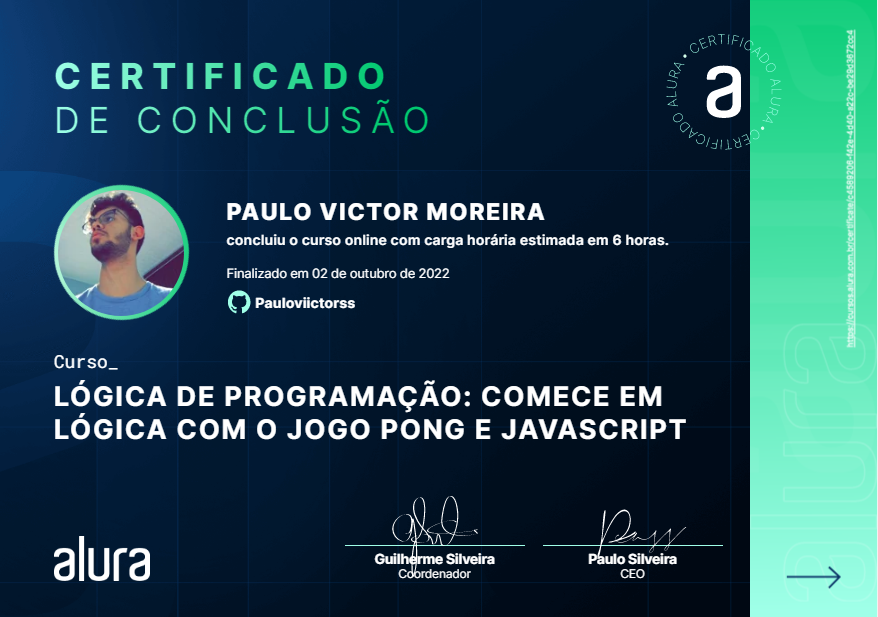 CERTIFICADO
DE CONCLUSÃO
CERTIFICADO ALURA • CERTIFICADO ALURA •
a
PAULO VICTOR MOREIRA
concluiu o curso online com carga horária estimada em 6 horas.
Finalizado em 02 de outubro de 2022
Pauloviictorss
Curso_
LÓGICA DE PROGRAMAÇÃO: COMECE EM
LÓGICA COM O JOGO PONG E JAVASCRIPT
alura
Guilherme Silveira
Coordenador
Paulo Silveira
CEO
alura